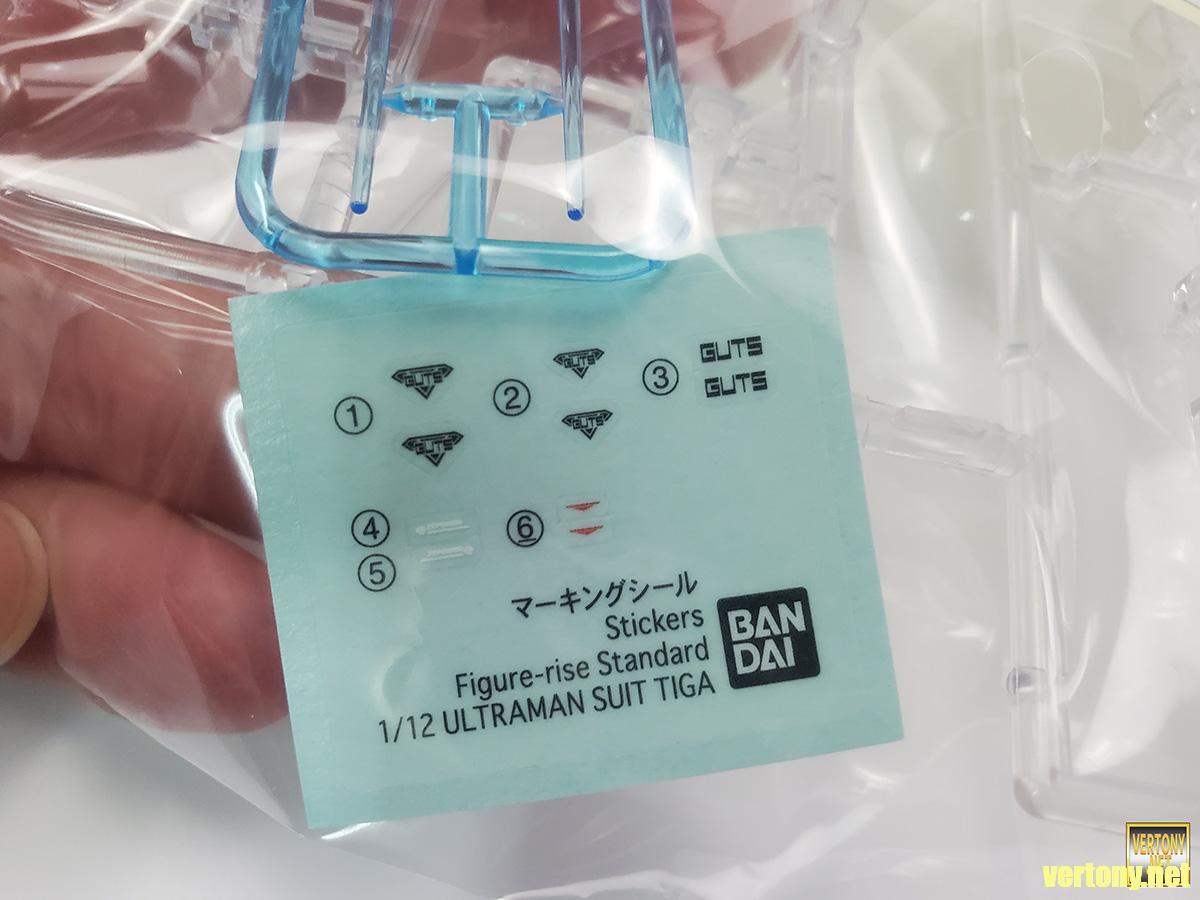 ① GUTS ② GUTS ③ GUTS
GUTS GUTS GUTS
④ ⑥
⑤
マーキングシール
Stickers
Figure-rise Standard
1/12 ULTRAMAN SUIT TIGA
BAN
DAI
VERTONY
.NET
vertony.net